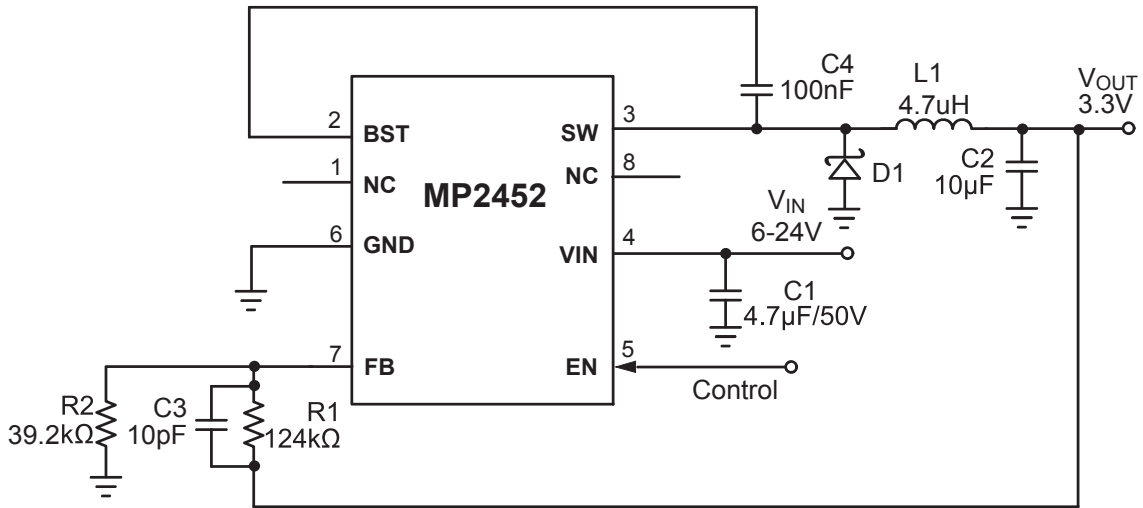 C4
100nF
L1
4.7uH
VOUT
3.3V
2
BST
3
SW
1
NC
8
NC
MP2452
D1
C2
10µF
VIN
6-24V
6
GND
4
VIN
C1
4.7µF/50V
7
FB
5
EN
Control
R2
39.2kΩ
C3
10pF
R1
124kΩ